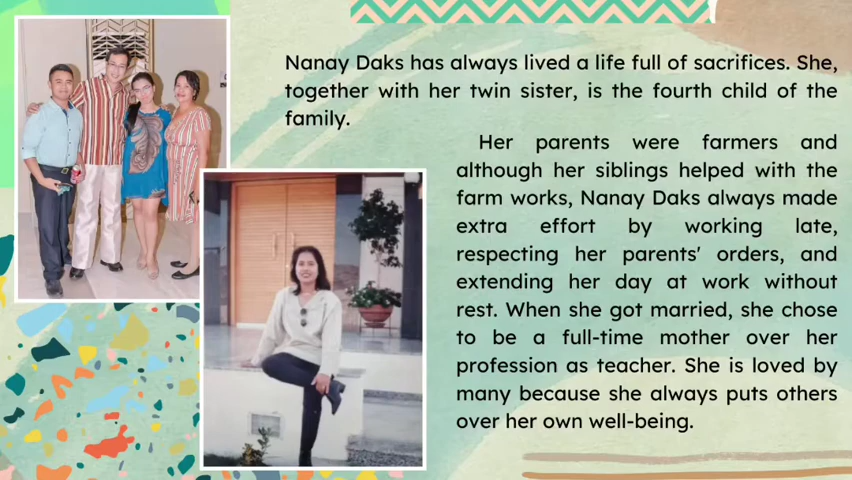 Nanay Daks has always lived a life full of sacrifices. She,
together with her twin sister, is the fourth child of the
family.
Her parents were farmers and
although her siblings helped with the
farm works, Nanay Daks always made
extra effort by working late,
respecting her parents' orders, and
extending her day at work without
rest. When she got married, she chose
to be a full-time mother over her
profession as teacher. She is loved by
many because she always puts others
over her own well-being.